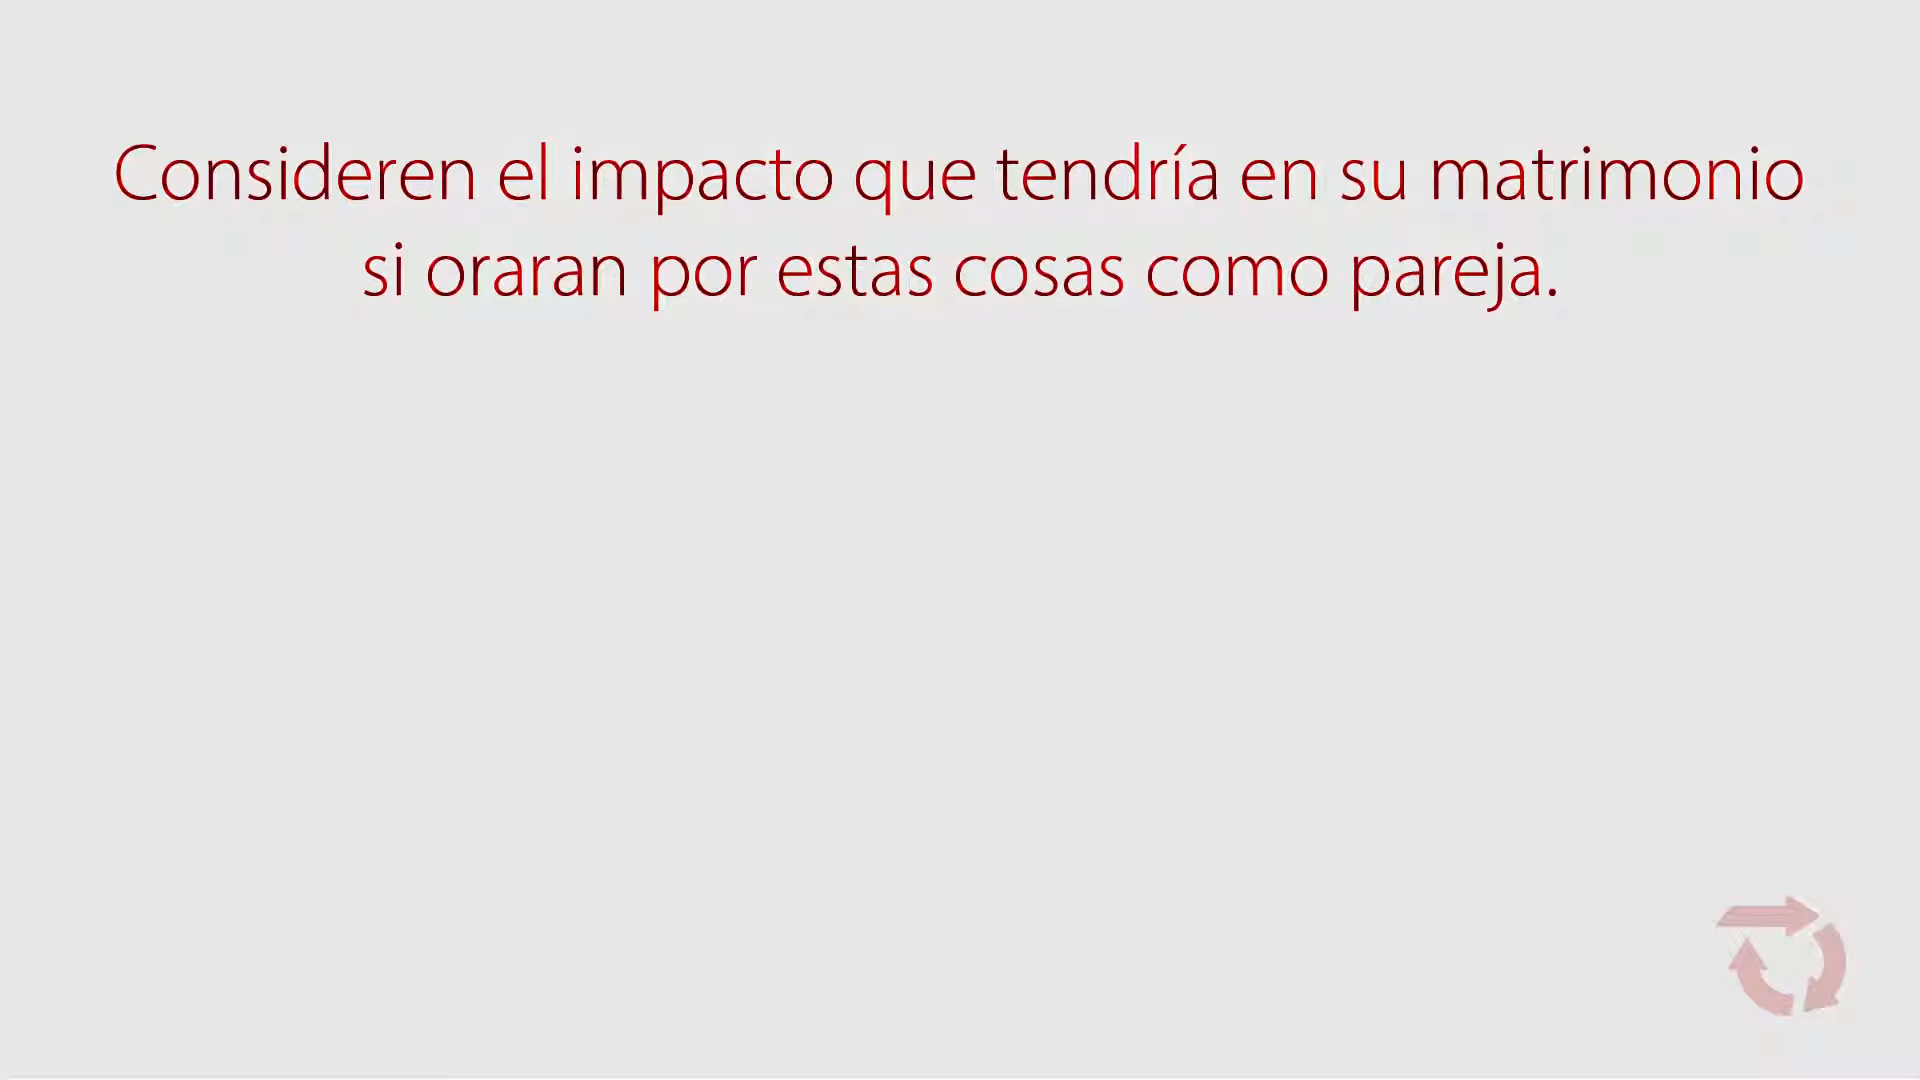 Consideren el impacto que tendría en su matrimonio
si oraran por estas cosas como pareja.